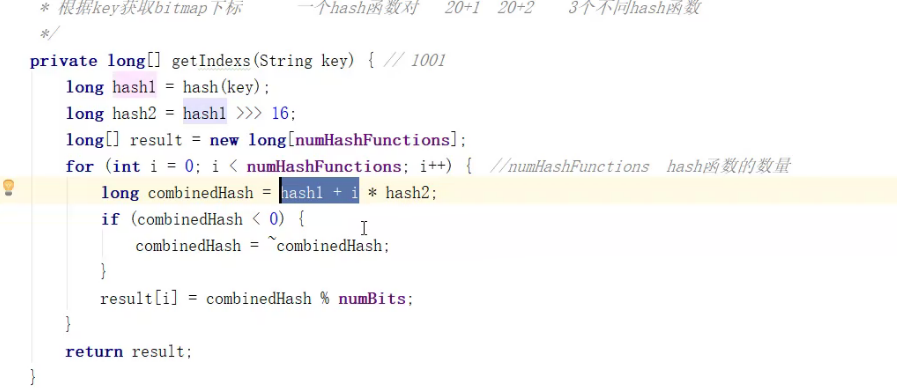 * 根据key获取bitmap下标 一个hash函数对 20+1 20+2 3个不同hash函数
*/
private long[] getIndexs(String key) { // 1001
long hash1 = hash(key);
long hash2 = hash1 >>> 16;
long[] result = new long[numHashFunctions];
for (int i = 0; i < numHashFunctions; i++) { //numHashFunctions hash函数的数量
long combinedHash = hash1 + i * hash2;
if (combinedHash < 0) {
combinedHash = ~combinedHash;
}
result[i] = combinedHash % numBits;
}
return result;
}